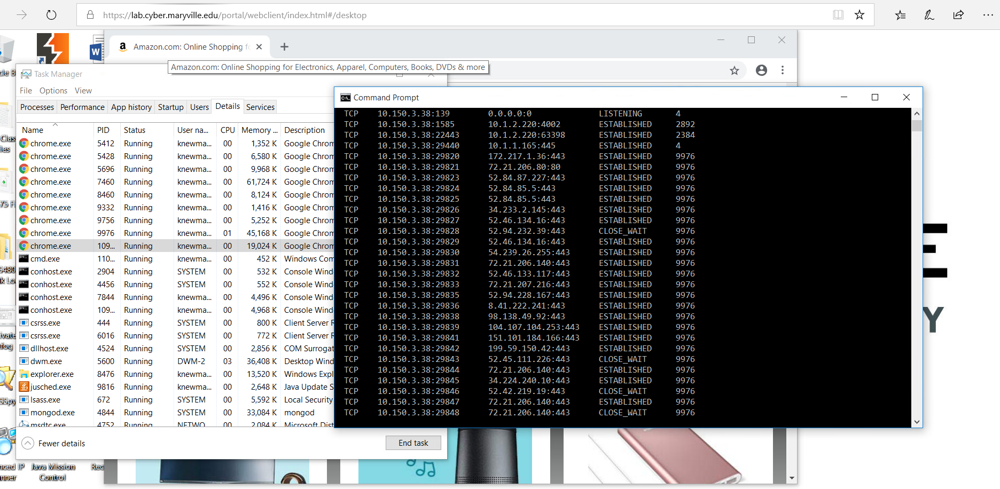 https://lab.cyber.maryville.edu/portal/webclient/index.html#/desktop
Amazon.com: Online Shopping fo
Amazon.com: Online Shopping for Electronics, Apparel, Computers, Books, DVDs & more
Task Manager
File Options View
Processes Performance App history Startup Users Details Services
Name PID Status User na... CPU Memory ... Description
chrome.exe 5412 Running knewma... 00 1,352 K Google Chrom
chrome.exe 5428 Running knewma... 00 6,580 K Google Chrom
chrome.exe 5696 Running knewma... 00 9,968 K Google Chrom
chrome.exe 7460 Running knewma... 00 61,724 K Google Chrom
chrome.exe 8460 Running knewma... 00 8,124 K Google Chrom
chrome.exe 9332 Running knewma... 00 1,416 K Google Chrom
chrome.exe 9756 Running knewma... 00 5,252 K Google Chrom
chrome.exe 9976 Running knewma... 01 45,168 K Google Chrom
chrome.exe 109... Running knewma... 00 19,024 K Google Chrom
cmd.exe 110... Running knewma... 00 452 K Windows Com
conhost.exe 2904 Running SYSTEM 00 532 K Console Wind
conhost.exe 4456 Running SYSTEM 00 552 K Console Wind
conhost.exe 7844 Running knewma... 00 4,496 K Console Wind
conhost.exe 109... Running knewma... 00 4,968 K Console Wind
csrss.exe 444 Running SYSTEM 00 800 K Client Server R
csrss.exe 6016 Running SYSTEM 00 772 K Client Server R
dllhost.exe 4524 Running SYSTEM 00 2,856 K COM Surrogat
dwm.exe 5600 Running DWM-2 03 36,408 K Desktop Wind
explorer.exe 8476 Running knewma... 00 13,520 K Windows Expl
jusched.exe 9816 Running knewma... 00 2,648 K Java Update S
lsass.exe 672 Running SYSTEM 00 5,592 K Local Security
mongod.exe 4844 Running SYSTEM 00 33,084 K mongod
msdtc.exe 4752 Running NETWO... 00 2,084 K Microsoft Dist
Fewer details
End task
Command Prompt
TCP 10.150.3.38:139 0.0.0.0:0 LISTENING 4
TCP 10.150.3.38:1585 10.1.2.220:4002 ESTABLISHED 2892
TCP 10.150.3.38:22443 10.1.2.220:63398 ESTABLISHED 2384
TCP 10.150.3.38:29440 10.1.1.165:445 ESTABLISHED 4
TCP 10.150.3.38:29820 172.217.1.36:443 ESTABLISHED 9976
TCP 10.150.3.38:29821 72.21.206.80:80 ESTABLISHED 9976
TCP 10.150.3.38:29823 52.84.87.227:443 ESTABLISHED 9976
TCP 10.150.3.38:29824 52.84.85.5:443 ESTABLISHED 9976
TCP 10.150.3.38:29825 52.84.85.5:443 ESTABLISHED 9976
TCP 10.150.3.38:29826 34.233.2.145:443 ESTABLISHED 9976
TCP 10.150.3.38:29827 52.46.134.16:443 ESTABLISHED 9976
TCP 10.150.3.38:29828 52.94.232.39:443 CLOSE_WAIT 9976
TCP 10.150.3.38:29829 52.46.134.16:443 ESTABLISHED 9976
TCP 10.150.3.38:29830 54.239.26.255:443 ESTABLISHED 9976
TCP 10.150.3.38:29831 72.21.206.140:443 ESTABLISHED 9976
TCP 10.150.3.38:29832 52.46.133.117:443 ESTABLISHED 9976
TCP 10.150.3.38:29833 72.21.207.216:443 ESTABLISHED 9976
TCP 10.150.3.38:29835 52.94.228.167:443 ESTABLISHED 9976
TCP 10.150.3.38:29836 8.41.222.241:443 ESTABLISHED 9976
TCP 10.150.3.38:29838 98.138.49.92:443 ESTABLISHED 9976
TCP 10.150.3.38:29839 104.107.104.253:443 ESTABLISHED 9976
TCP 10.150.3.38:29841 151.101.184.166:443 ESTABLISHED 9976
TCP 10.150.3.38:29842 199.59.150.42:443 ESTABLISHED 9976
TCP 10.150.3.38:29843 52.45.111.226:443 CLOSE_WAIT 9976
TCP 10.150.3.38:29844 72.21.206.140:443 ESTABLISHED 9976
TCP 10.150.3.38:29845 34.224.240.10:443 ESTABLISHED 9976
TCP 10.150.3.38:29846 52.42.219.19:443 CLOSE_WAIT 9976
TCP 10.150.3.38:29847 72.21.206.140:443 ESTABLISHED 9976
TCP 10.150.3.38:29848 72.21.206.140:443 CLOSE_WAIT 9976
Java Mission
Control
Rec
E
Y